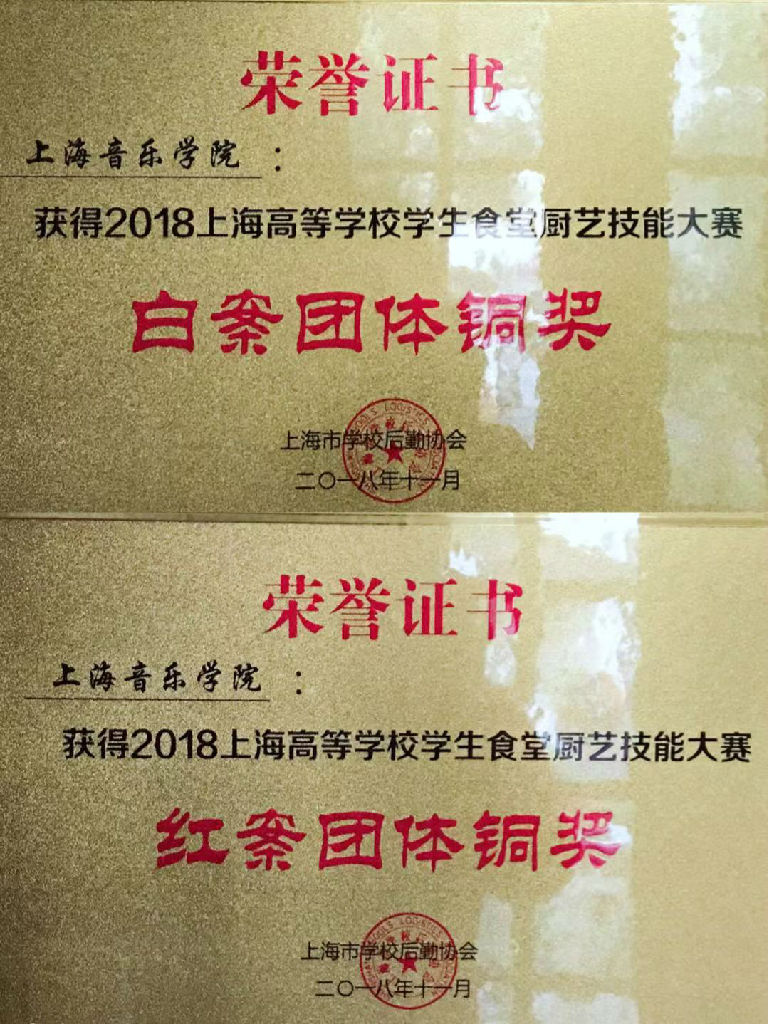 荣誉证书
上海音乐学院：
获得2018上海高等学校学生食堂厨艺技能大赛
白案团体铜奖
上海市学校后勤协会
二〇一八年十一月
荣誉证书
上海音乐学院：
获得2018上海高等学校学生食堂厨艺技能大赛
红案团体铜奖
上海市学校后勤协会
二〇一八年十一月